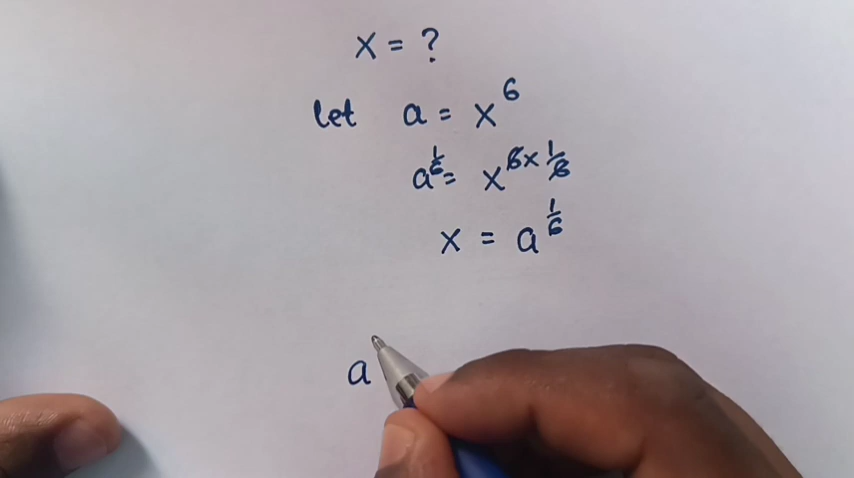 x = ?
let a = x^6
a^{1/6} = x^{6 × 1/6}
x = a^{1/6}
a